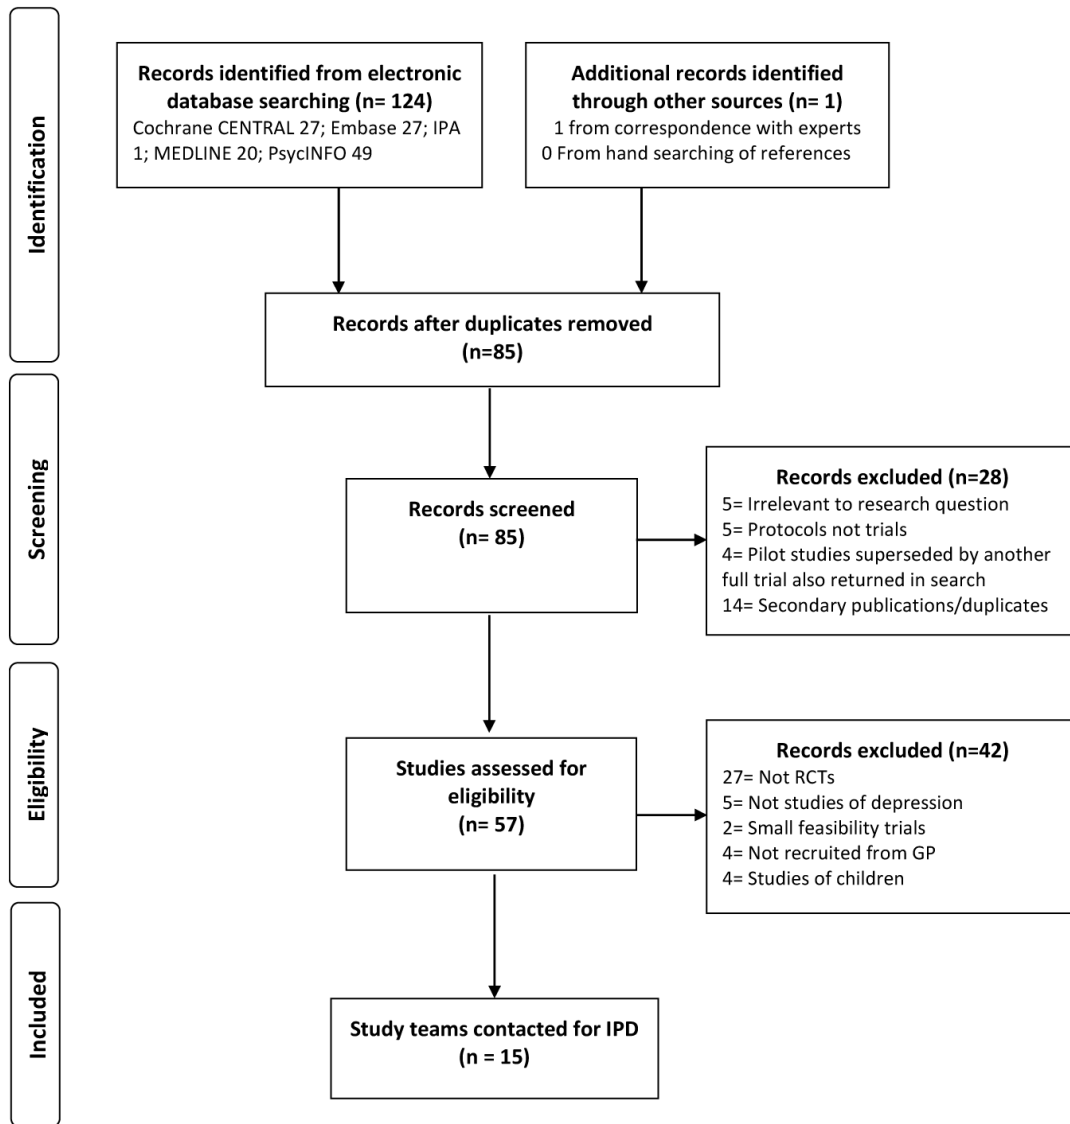 Identification
Records identified from electronic
database searching (n= 124)
Cochrane CENTRAL 27; Embase 27; IPA
1; MEDLINE 20; PsycINFO 49
Additional records identified
through other sources (n= 1)
1 from correspondence with experts
0 From hand searching of references
Records after duplicates removed
(n=85)
Screening
Records screened
(n= 85)
Records excluded (n=28)
5= Irrelevant to research question
5= Protocols not trials
4= Pilot studies superseded by another
full trial also returned in search
14= Secondary publications/duplicates
Eligibility
Studies assessed for
eligibility
(n= 57)
Records excluded (n=42)
27= Not RCTs
5= Not studies of depression
2= Small feasibility trials
4= Not recruited from GP
4= Studies of children
Included
Study teams contacted for IPD
(n = 15)